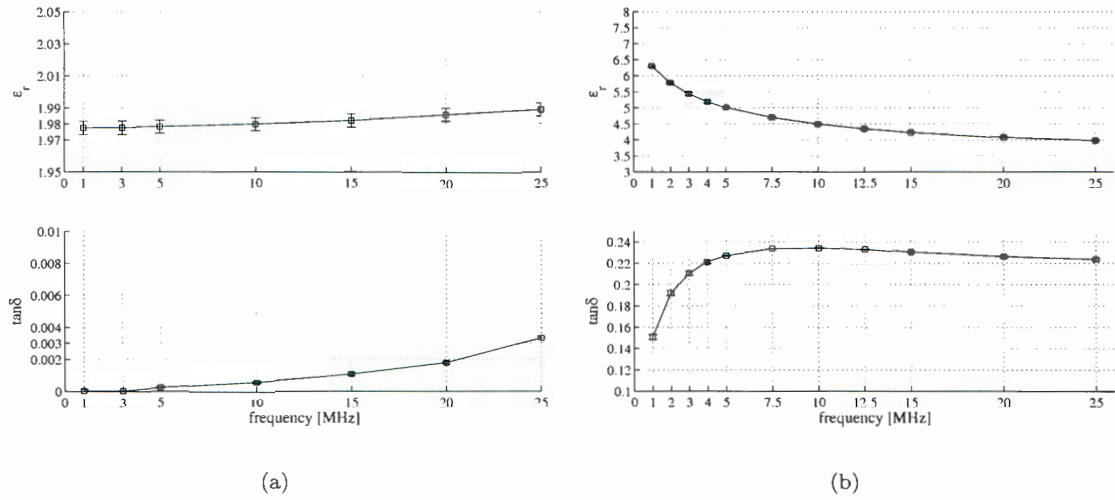 2.05
2.03
2.01
1.99
1.98
1.97
1.95
εr
0 1 3 5 10 15 20 25
8
7.5
6.5
6
5.5
5
4.5
4
3.5
3
εr
0 1 2 3 4 5 7.5 10 12.5 15 20 25
0.01
0.008
0.006
0.004
0.003
0.002
0
tanδ
0 1 3 5 10 15 20 25
frequency [MHz]
0.24
0.22
0.2
0.18
0.16
0.14
0.12
0.1
tanδ
0 1 2 3 4 5 7.5 10 12.5 15 20 25
frequency [MHz]
(a)
(b)